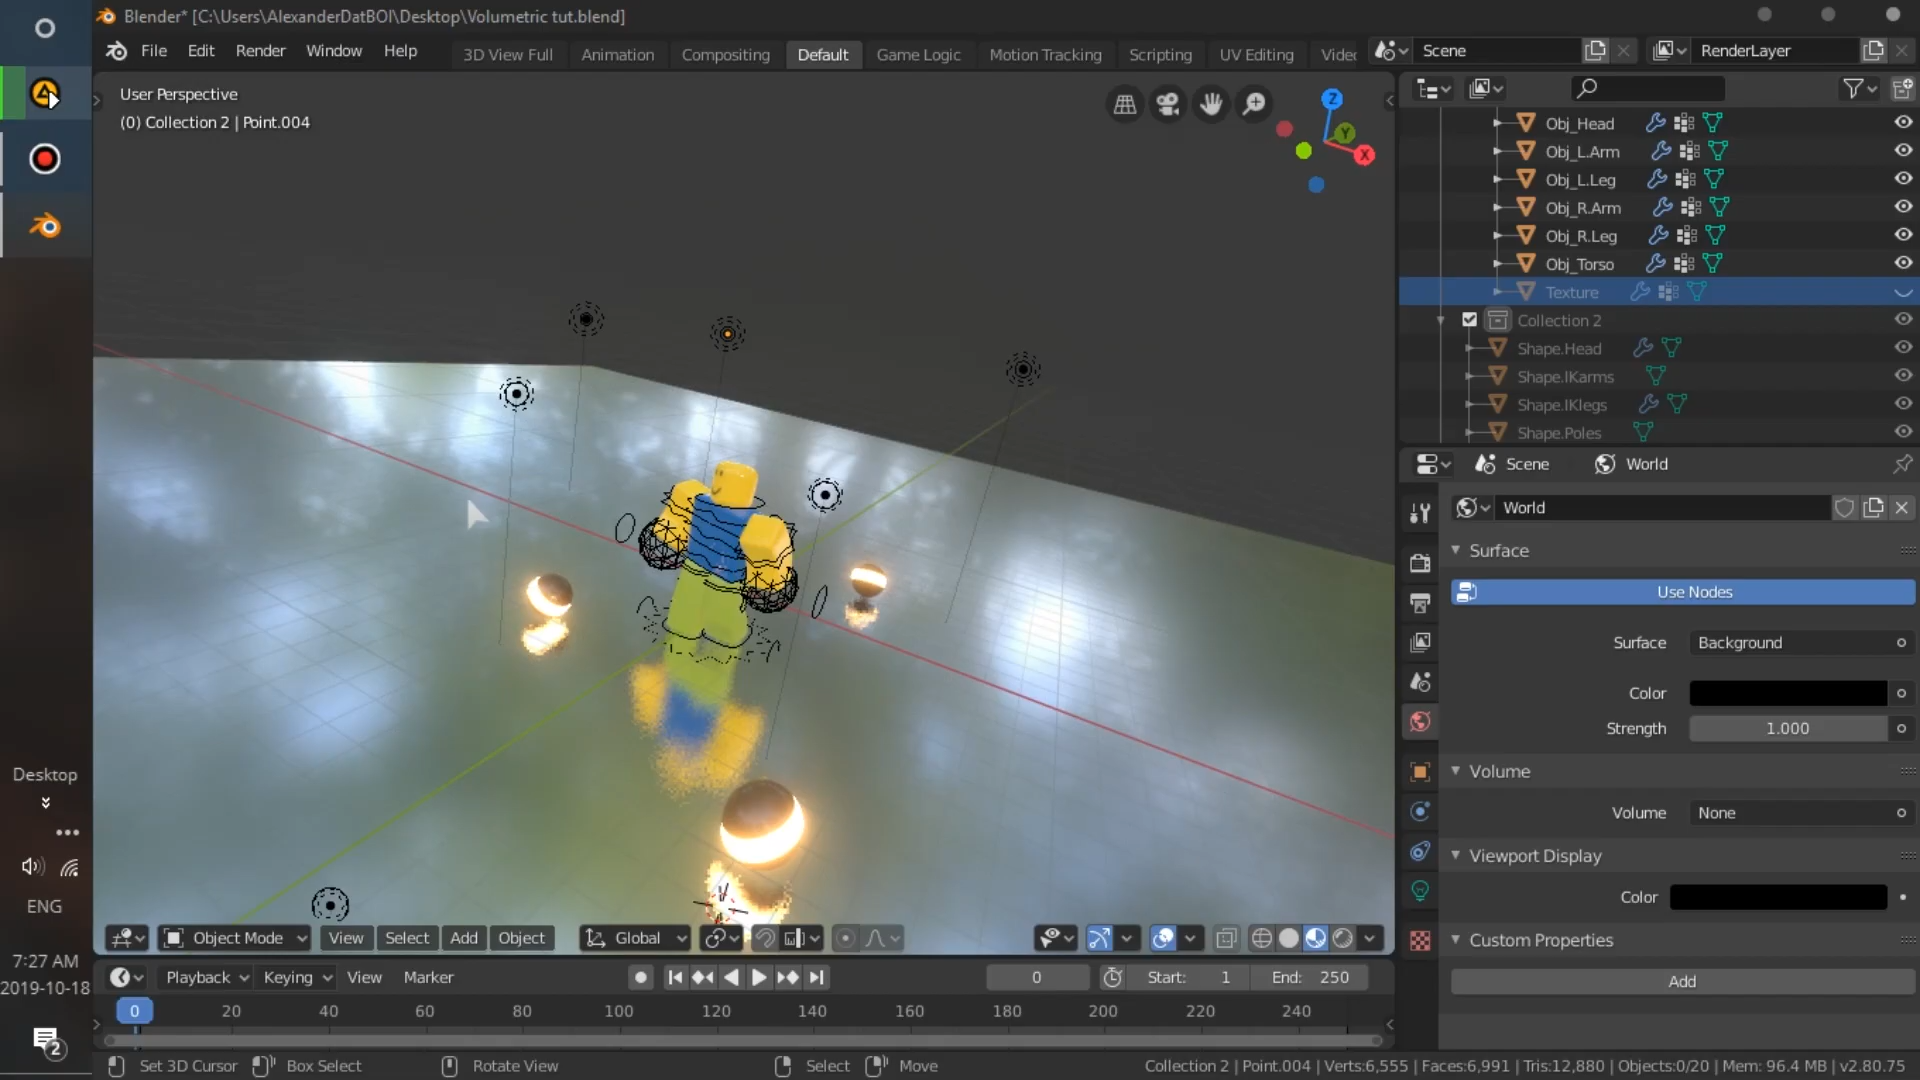 Blender* [C:\Users\AlexanderDatBOI\Desktop\Volumetric tut.blend]
File Edit Render Window Help
3D View Full Animation Compositing Default Game Logic Motion Tracking Scripting UV Editing Video
Scene
RenderLayer
User Perspective
(0) Collection 2 | Point.004
Z
Y
X
Obj_Head
Obj_L.Arm
Obj_L.Leg
Obj_R.Arm
Obj_R.Leg
Obj_Torso
Texture
Collection 2
Shape.Head
Shape.IKarms
Shape.IKlegs
Shape.Poles
Scene World
World
Surface
Use Nodes
Surface Background
Color
Strength 1.000
Volume
Volume None
Viewport Display
Color
Custom Properties
Add
Object Mode View Select Add Object Global
Playback Keying View Marker 0 Start: 1 End: 250
0 20 40 60 80 100 120 140 160 180 200 220 240
Set 3D Cursor Box Select Rotate View Select Move
Collection 2 | Point.004 | Verts:6,555 | Faces:6,991 | Tris:12,880 | Objects:0/20 | Mem: 96.4 MB | v2.80.75
Desktop
ENG
7:27 AM
2019-10-18
2